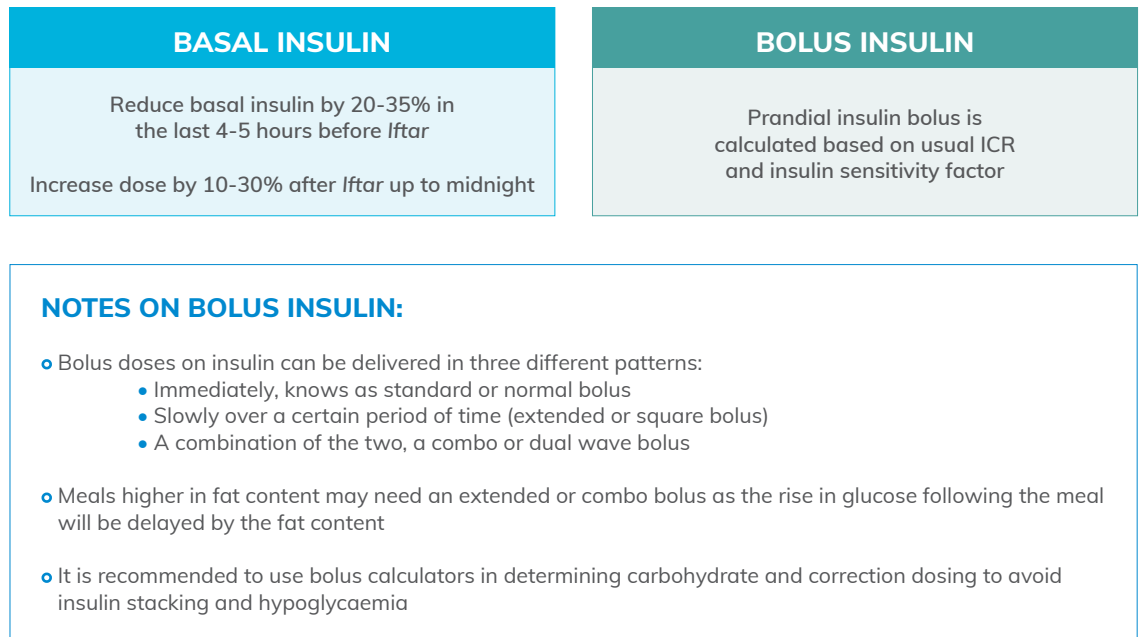 BASAL INSULIN
Reduce basal insulin by 20-35% in
the last 4-5 hours before Iftar
Increase dose by 10-30% after Iftar up to midnight
BOLUS INSULIN
Prandial insulin bolus is
calculated based on usual ICR
and insulin sensitivity factor
NOTES ON BOLUS INSULIN:
Bolus doses on insulin can be delivered in three different patterns:
• Immediately, knows as standard or normal bolus
• Slowly over a certain period of time (extended or square bolus)
• A combination of the two, a combo or dual wave bolus
Meals higher in fat content may need an extended or combo bolus as the rise in glucose following the meal
will be delayed by the fat content
It is recommended to use bolus calculators in determining carbohydrate and correction dosing to avoid
insulin stacking and hypoglycaemia